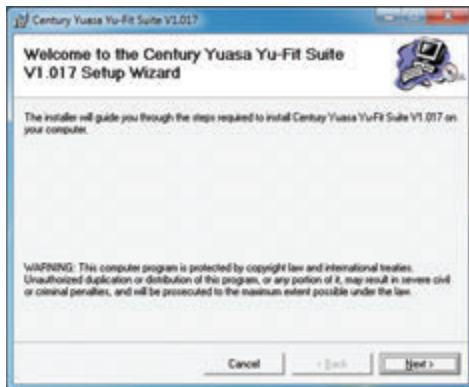 Century Yuasa Yu-Fit Suite V1.017
Welcome to the Century Yuasa Yu-Fit Suite
V1.017 Setup Wizard
The installer will guide you through the steps required to install Century Yuasa Yu-Fit Suite V1.017 on
your computer.
WARNING: This computer program is protected by copyright law and international treaties.
Unauthorized duplication or distribution of this program, or any portion of it, may result in severe civil
or criminal penalties, and will be prosecuted to the maximum extent possible under the law.
Cancel < Back Next >